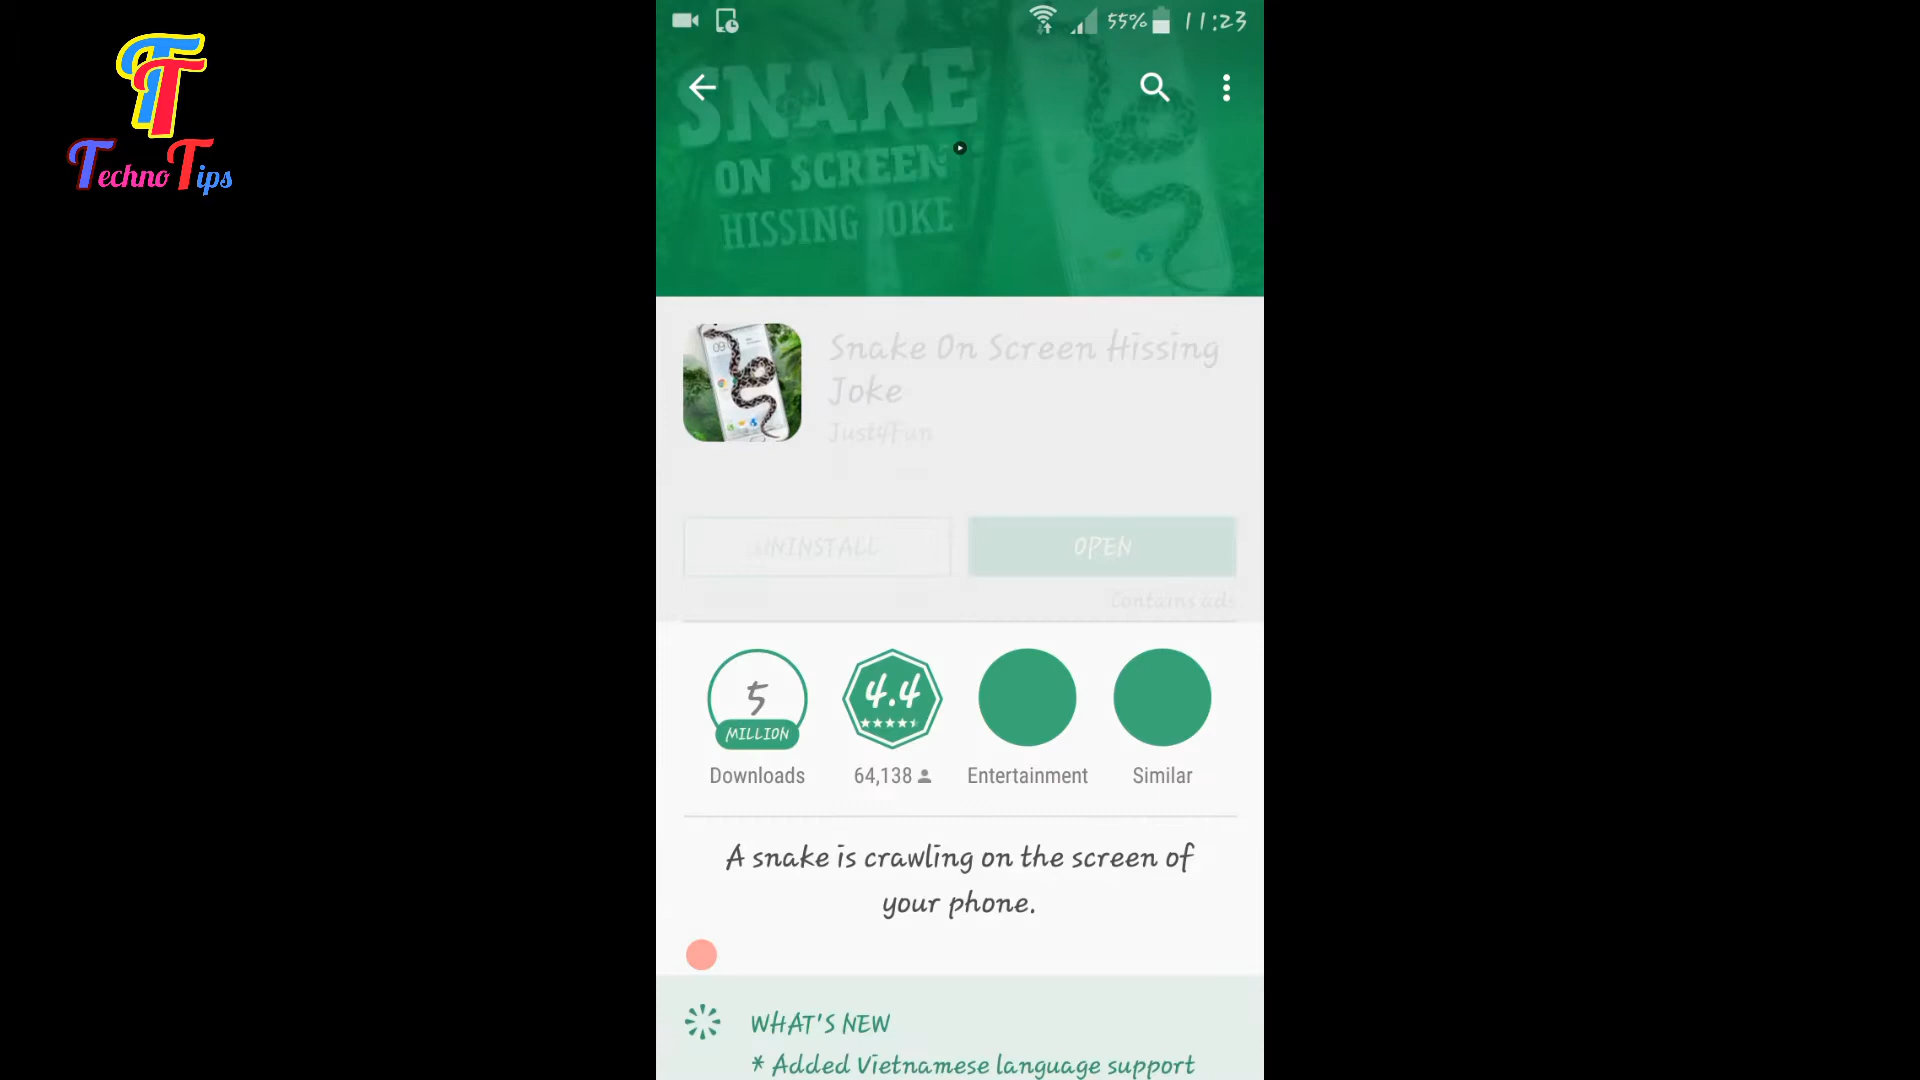 TT
Techno Tips
55%
11:23
SNAKE
ON SCREEN
HISSING JOKE
Snake On Screen Hissing
Joke
Just4Fun
UNINSTALL
OPEN
Contains ads
5
MILLION
4.4
Downloads
64,138
Entertainment
Similar
A snake is crawling on the screen of
your phone.
WHAT'S NEW
* Added Vietnamese language support